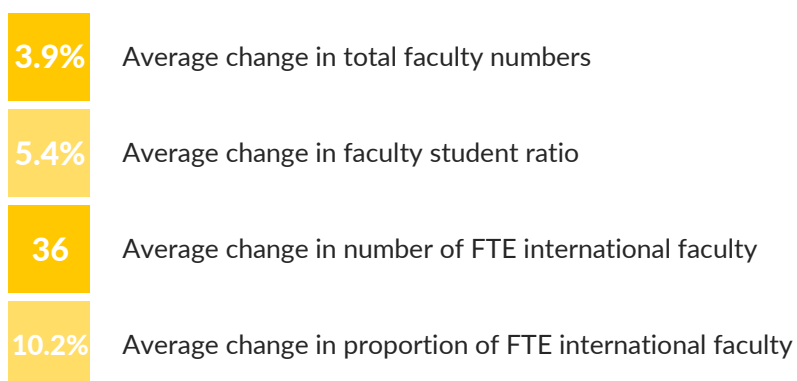 3.9% Average change in total faculty numbers
5.4% Average change in faculty student ratio
36 Average change in number of FTE international faculty
10.2% Average change in proportion of FTE international faculty